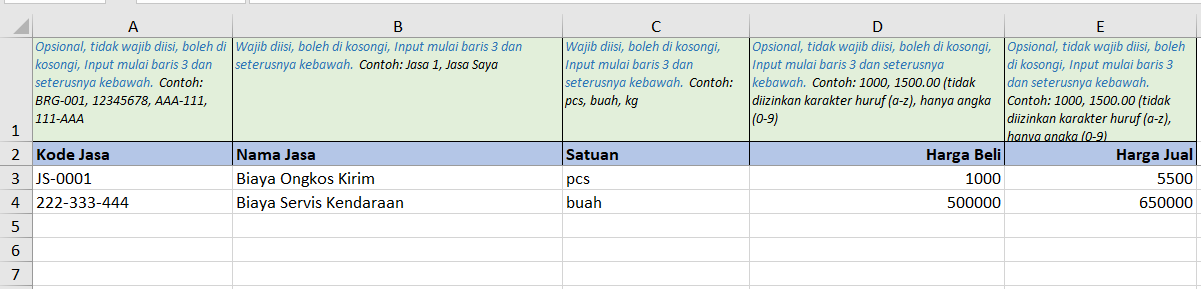 A B C D E
1
Opsional, tidak wajib diisi, boleh di
kosongi, Input mulai baris 3 dan
seterusnya kebawah. Contoh:
BRG-001, 12345678, AAA-111,
111-AAA
Wajib diisi, boleh di kosongi, Input mulai baris 3 dan
seterusnya kebawah. Contoh: Jasa 1, Jasa Saya
Wajib diisi, boleh di kosongi,
Input mulai baris 3 dan
seterusnya kebawah. Contoh:
pcs, buah, kg
Opsional, tidak wajib diisi, boleh di kosongi,
Input mulai baris 3 dan seterusnya
kebawah. Contoh: 1000, 1500.00 (tidak
diizinkan karakter huruf (a-z), hanya angka
(0-9)
Opsional, tidak wajib diisi, boleh
di kosongi, Input mulai baris 3
dan seterusnya kebawah.
Contoh: 1000, 1500.00 (tidak
diizinkan karakter huruf (a-z),
hanya angka (0-9)
2 Kode Jasa Nama Jasa Satuan Harga Beli Harga Jual
3 JS-0001 Biaya Ongkos Kirim pcs 1000 5500
4 222-333-444 Biaya Servis Kendaraan buah 500000 650000
5
6
7